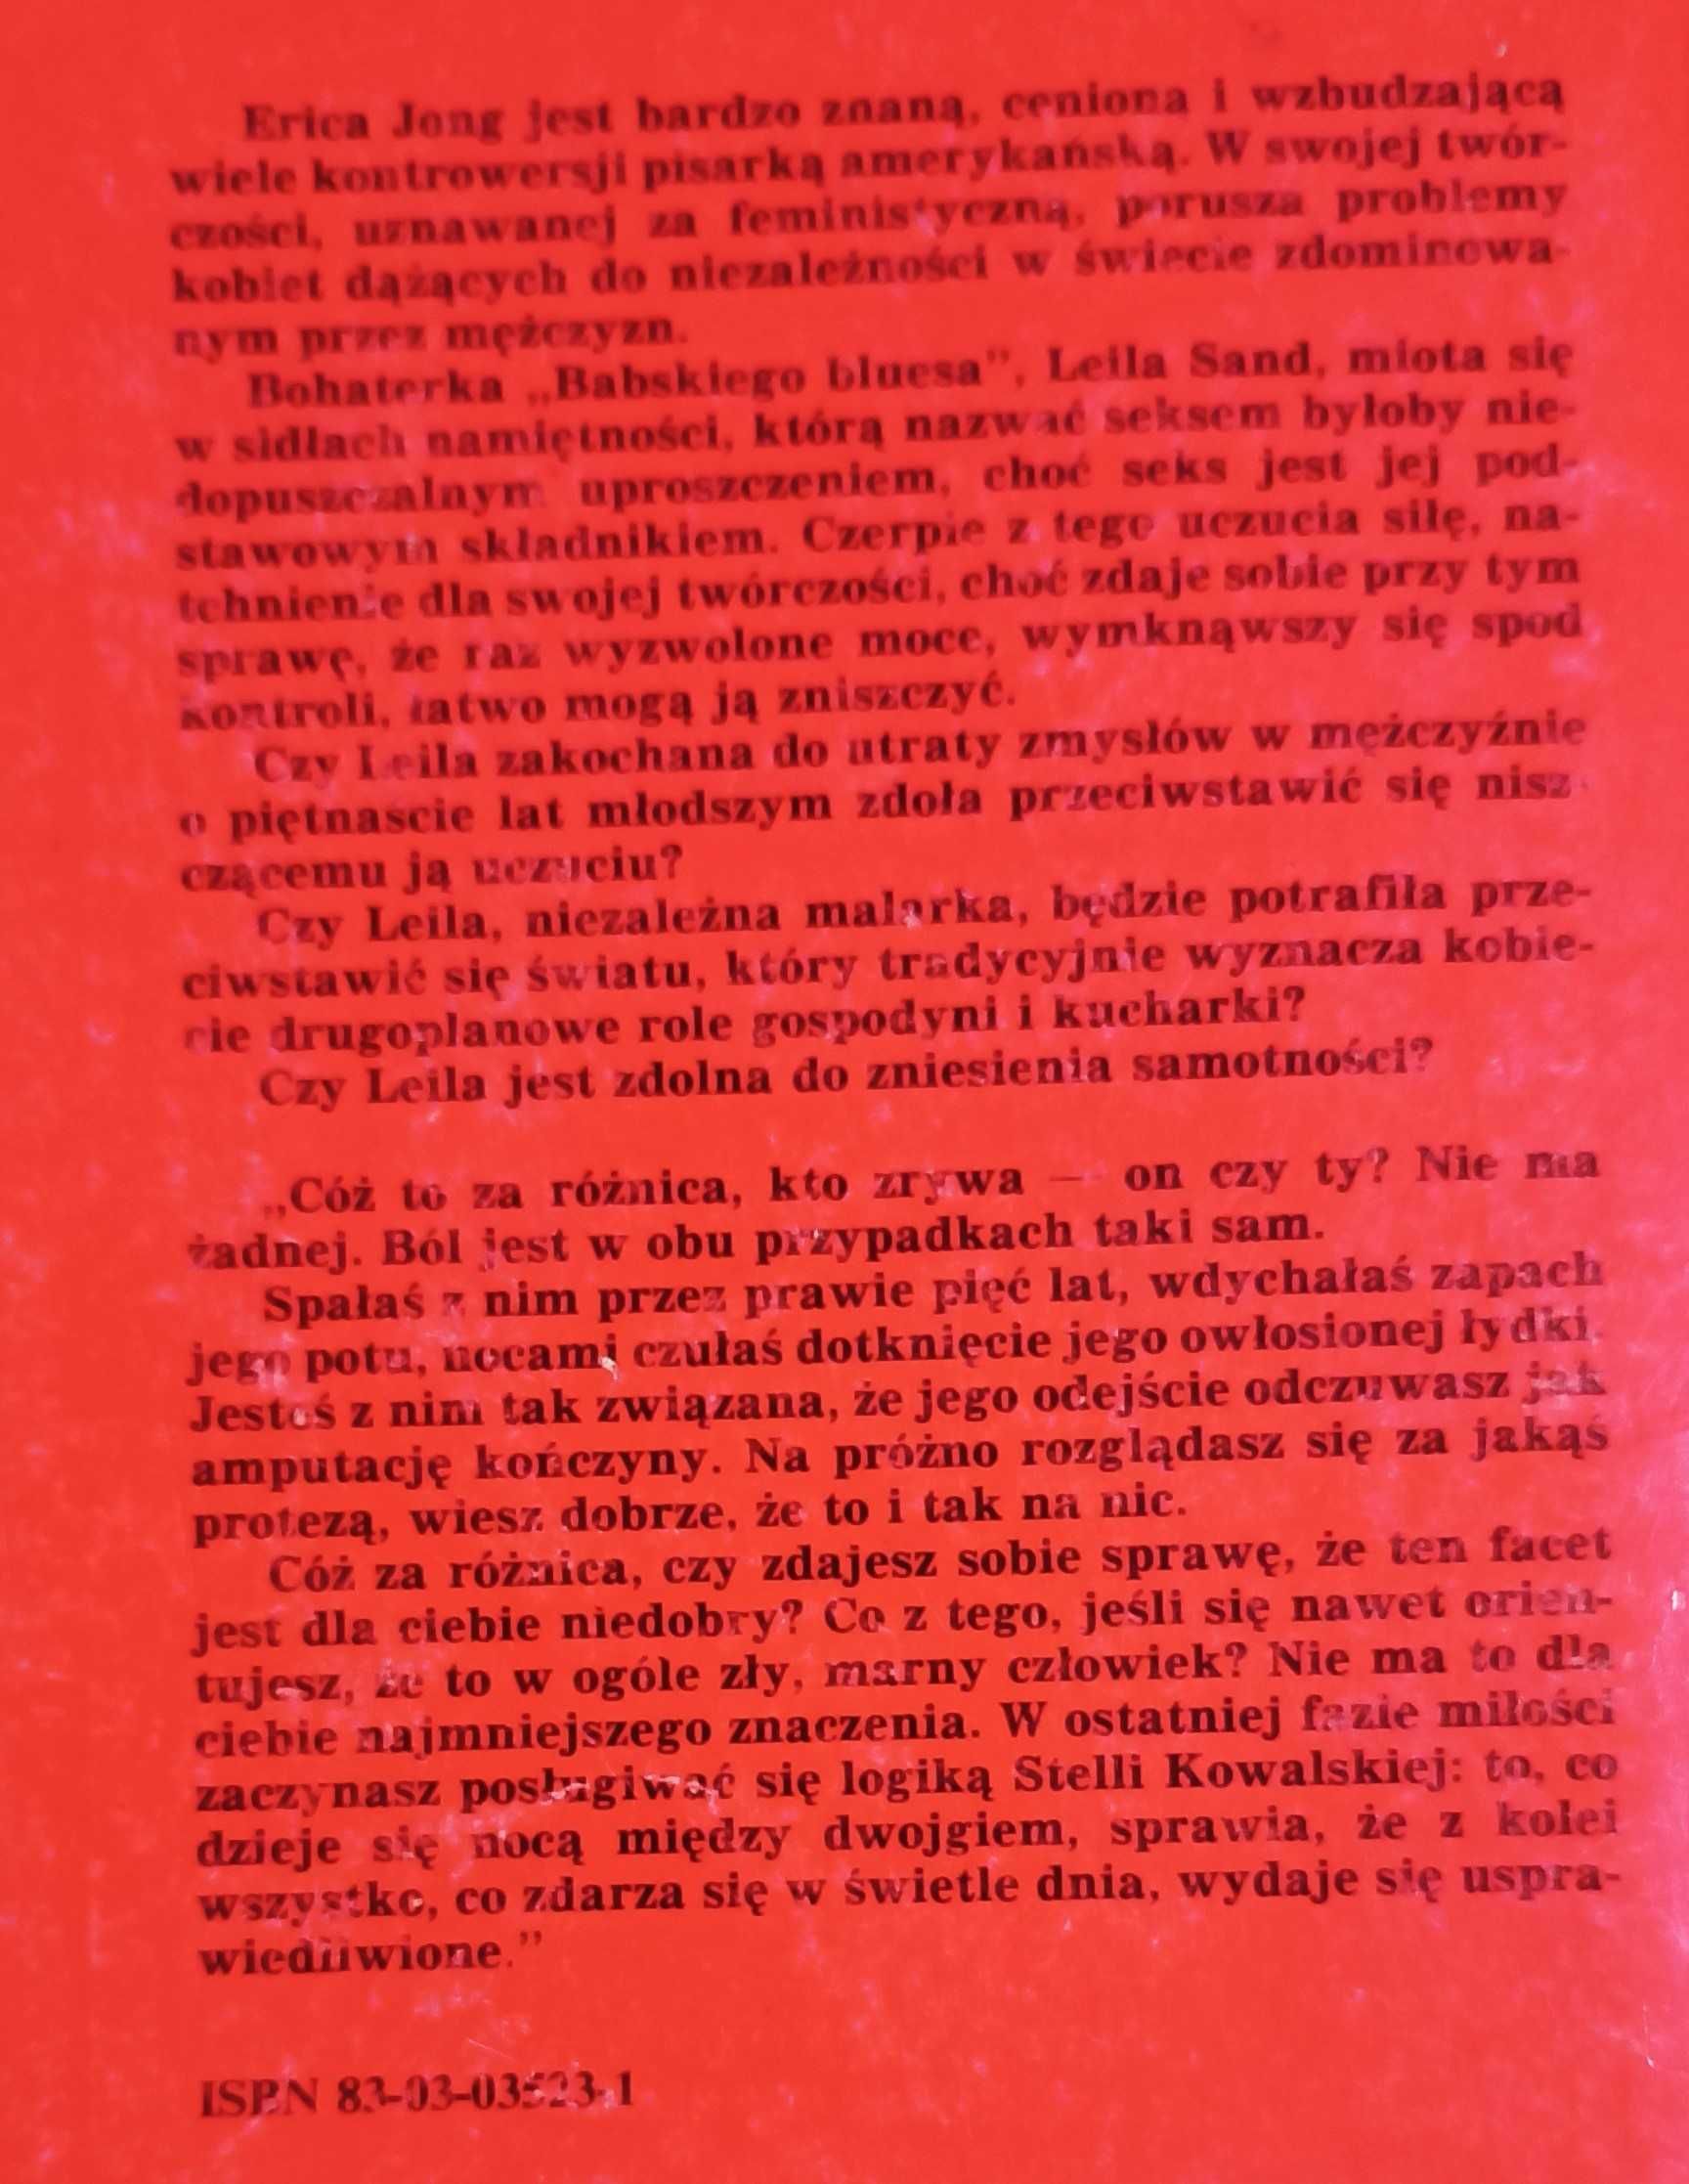 Erica Jong jest bardzo znaną, cenioną i wzbudzającą
wiele kontrowersji pisarką amerykańską. W swojej twór-
czości, uznawanej za feministyczną, porusza problemy
kobiet dążących do niezależności w świecie zdominowa-
nym przez mężczyzn.
Bohaterka „Babskiego bluesa”, Leila Sand, miota się
w sidłach namiętności, którą nazwać seksem byłoby nie-
dopuszczalnym uproszczeniem, choć seks jest jej pod-
stawowym składnikiem. Czerpie z tego uczucia siłę, na-
tchnienie dla swojej twórczości, choć zdaje sobie przy tym
sprawę, że raz wyzwolone moce, wymknąwszy się spod
kontroli, łatwo mogą ją zniszczyć.
Czy Leila zakochana do utraty zmysłów w mężczyźnie
o piętnaście lat młodszym zdoła przeciwstawić się nisz-
czącemu ją uczuciu?
Czy Leila, niezależna malarka, będzie potrafiła prze-
ciwstawić się światu, który tradycyjnie wyznacza kobie-
cie drugoplanowe role gospodyni i kucharki?
Czy Leila jest zdolna do zniesienia samotności?
„Cóż to za różnica, kto zrywa — on czy ty? Nie ma
żadnej. Ból jest w obu przypadkach taki sam.
Spałaś z nim przez prawie pięć lat, wdychałaś zapach
jego potu, nocami czułaś dotknięcie jego owłosionej łydki.
Jesteś z nim tak związana, że jego odejście odczuwasz jak
amputację kończyny. Na próżno rozglądasz się za jakąś
protezą, wiesz dobrze, że to i tak na nic.
Cóż za różnica, czy zdajesz sobie sprawę, że ten facet
jest dla ciebie niedobry? Co z tego, jeśli się nawet orien-
tujesz, że to w ogóle zły, marny człowiek? Nie ma to dla
ciebie najmniejszego znaczenia. W ostatniej fazie miłości
zaczynasz posługiwać się logiką Stelli Kowalskiej: to, co
dzieje się nocą między dwojgiem, sprawia, że z kolei
wszystko, co zdarza się w świetle dnia, wydaje się uspra-
wiedliwione.”
ISBN 83-03-03523-1